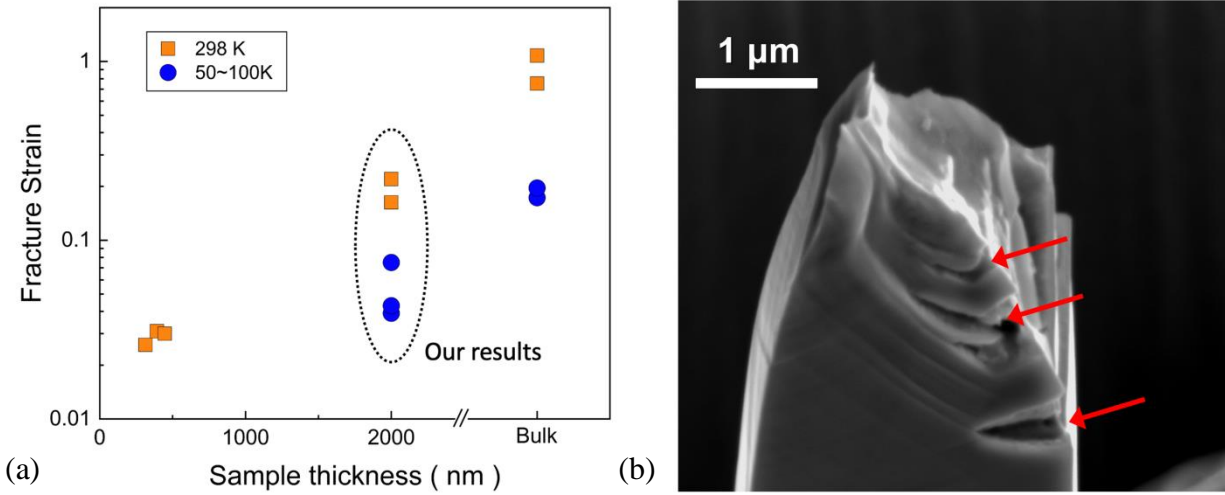 1
298 K
50~100K
Fracture Strain
0.1
Our results
0.01
0
1000
2000
Bulk
Sample thickness ( nm )
(a)
1 µm
(b)